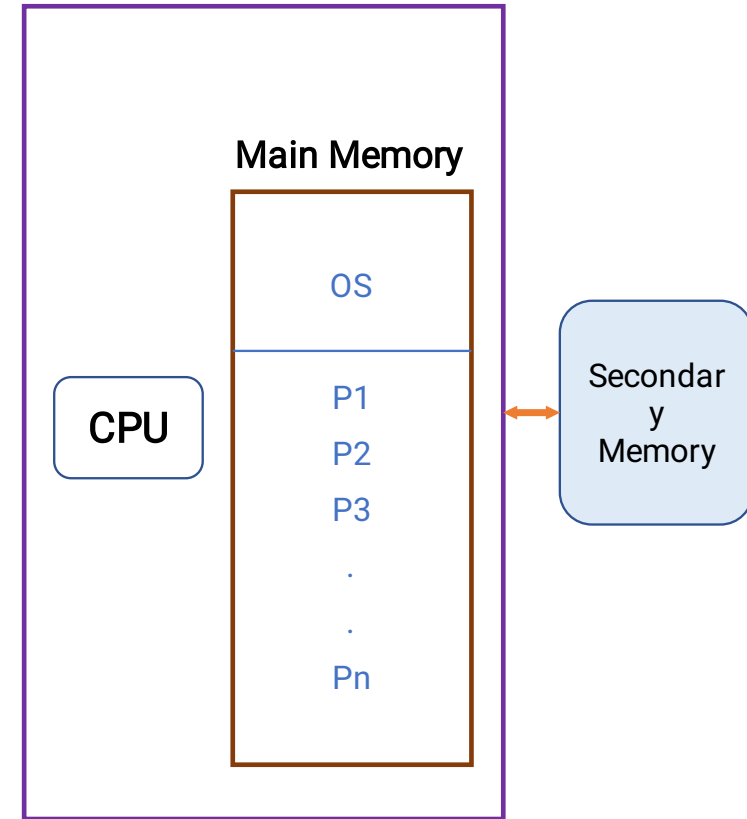 Main Memory
OS
CPU
P1
P2
P3
.
.
Pn
Secondar
y
Memory